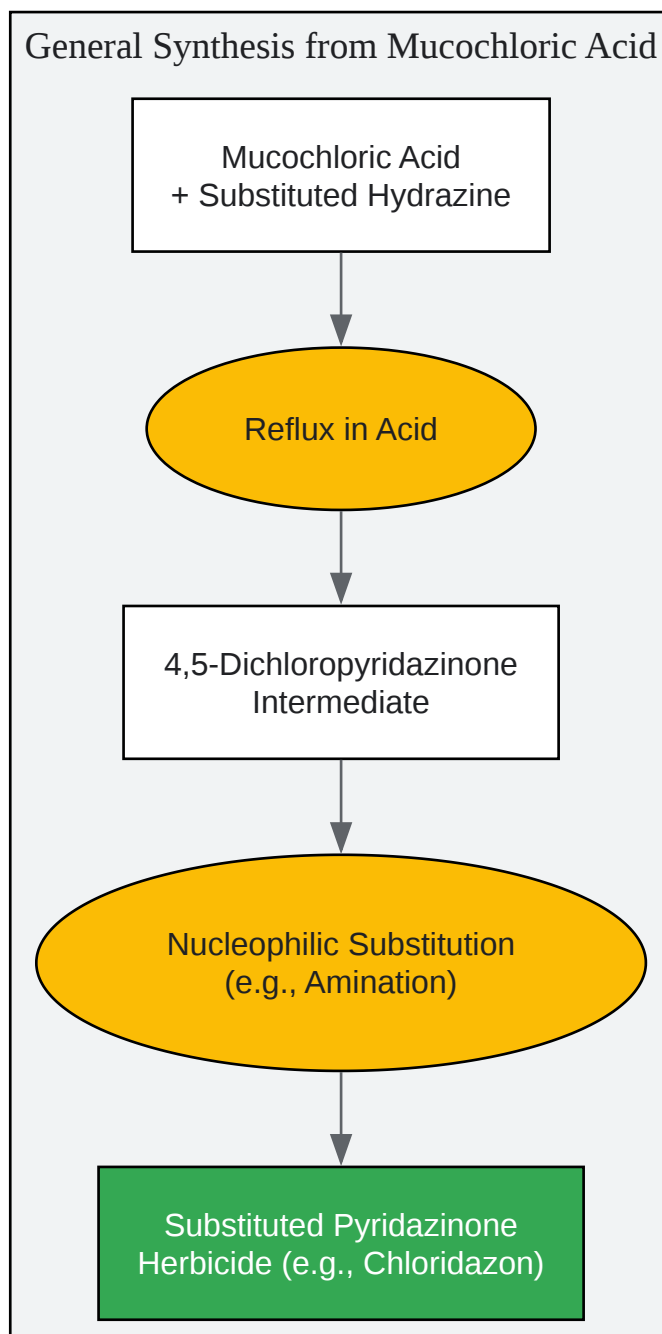 General Synthesis from Mucochloric Acid
Mucochloric Acid
+ Substituted Hydrazine
Reflux in Acid
4,5-Dichloropyridazinone
Intermediate
Nucleophilic Substitution
(e.g., Amination)
Substituted Pyridazinone
Herbicide (e.g., Chloridazon)